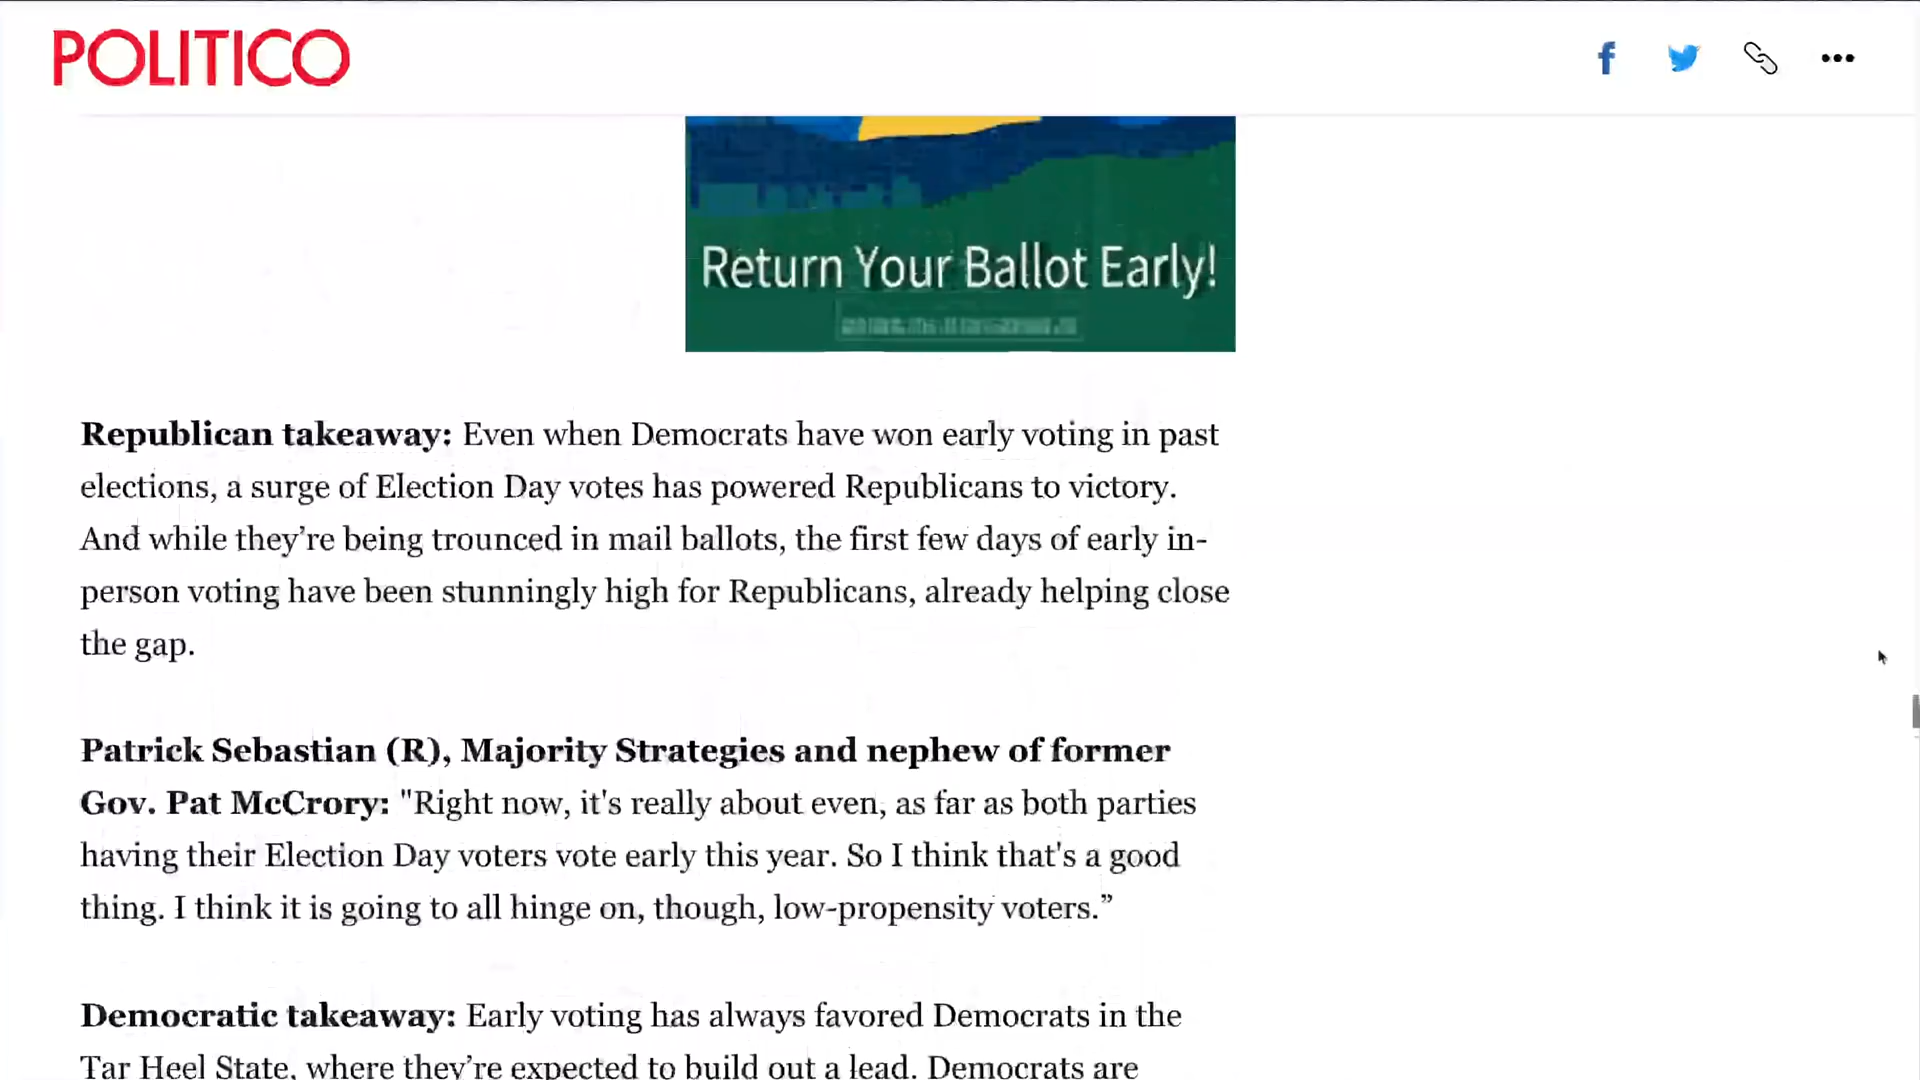 POLITICO
Return Your Ballot Early!
Republican takeaway: Even when Democrats have won early voting in past
elections, a surge of Election Day votes has powered Republicans to victory.
And while they’re being trounced in mail ballots, the first few days of early in-
person voting have been stunningly high for Republicans, already helping close
the gap.
Patrick Sebastian (R), Majority Strategies and nephew of former
Gov. Pat McCrory: "Right now, it's really about even, as far as both parties
having their Election Day voters vote early this year. So I think that's a good
thing. I think it is going to all hinge on, though, low-propensity voters.”
Democratic takeaway: Early voting has always favored Democrats in the
Tar Heel State, where they’re expected to build out a lead. Democrats are